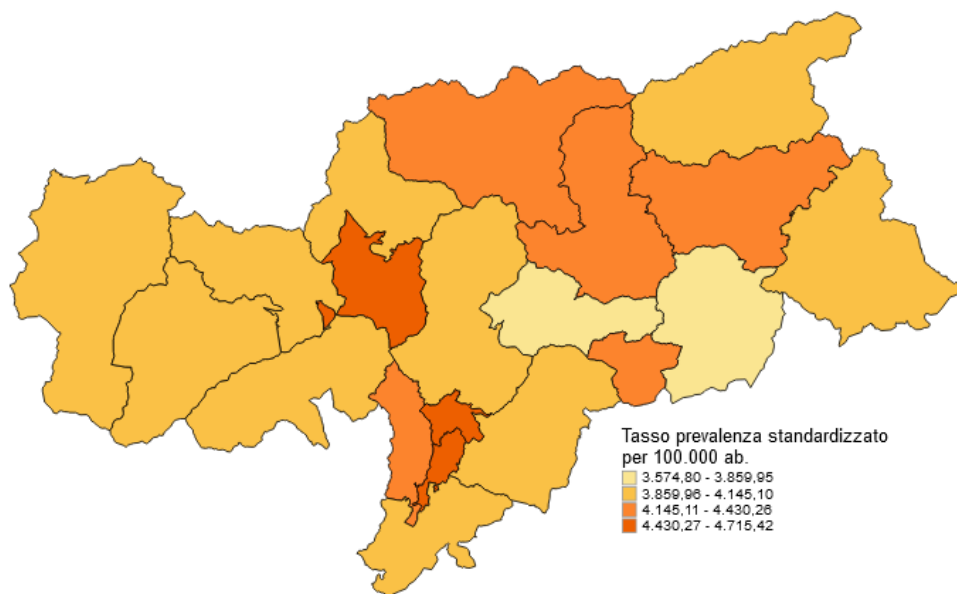 Tasso prevalenza standardizzato
per 100.000 ab.
3.574,80 - 3.859,95
3.859,96 - 4.145,10
4.145,11 - 4.430,26
4.430,27 - 4.715,42